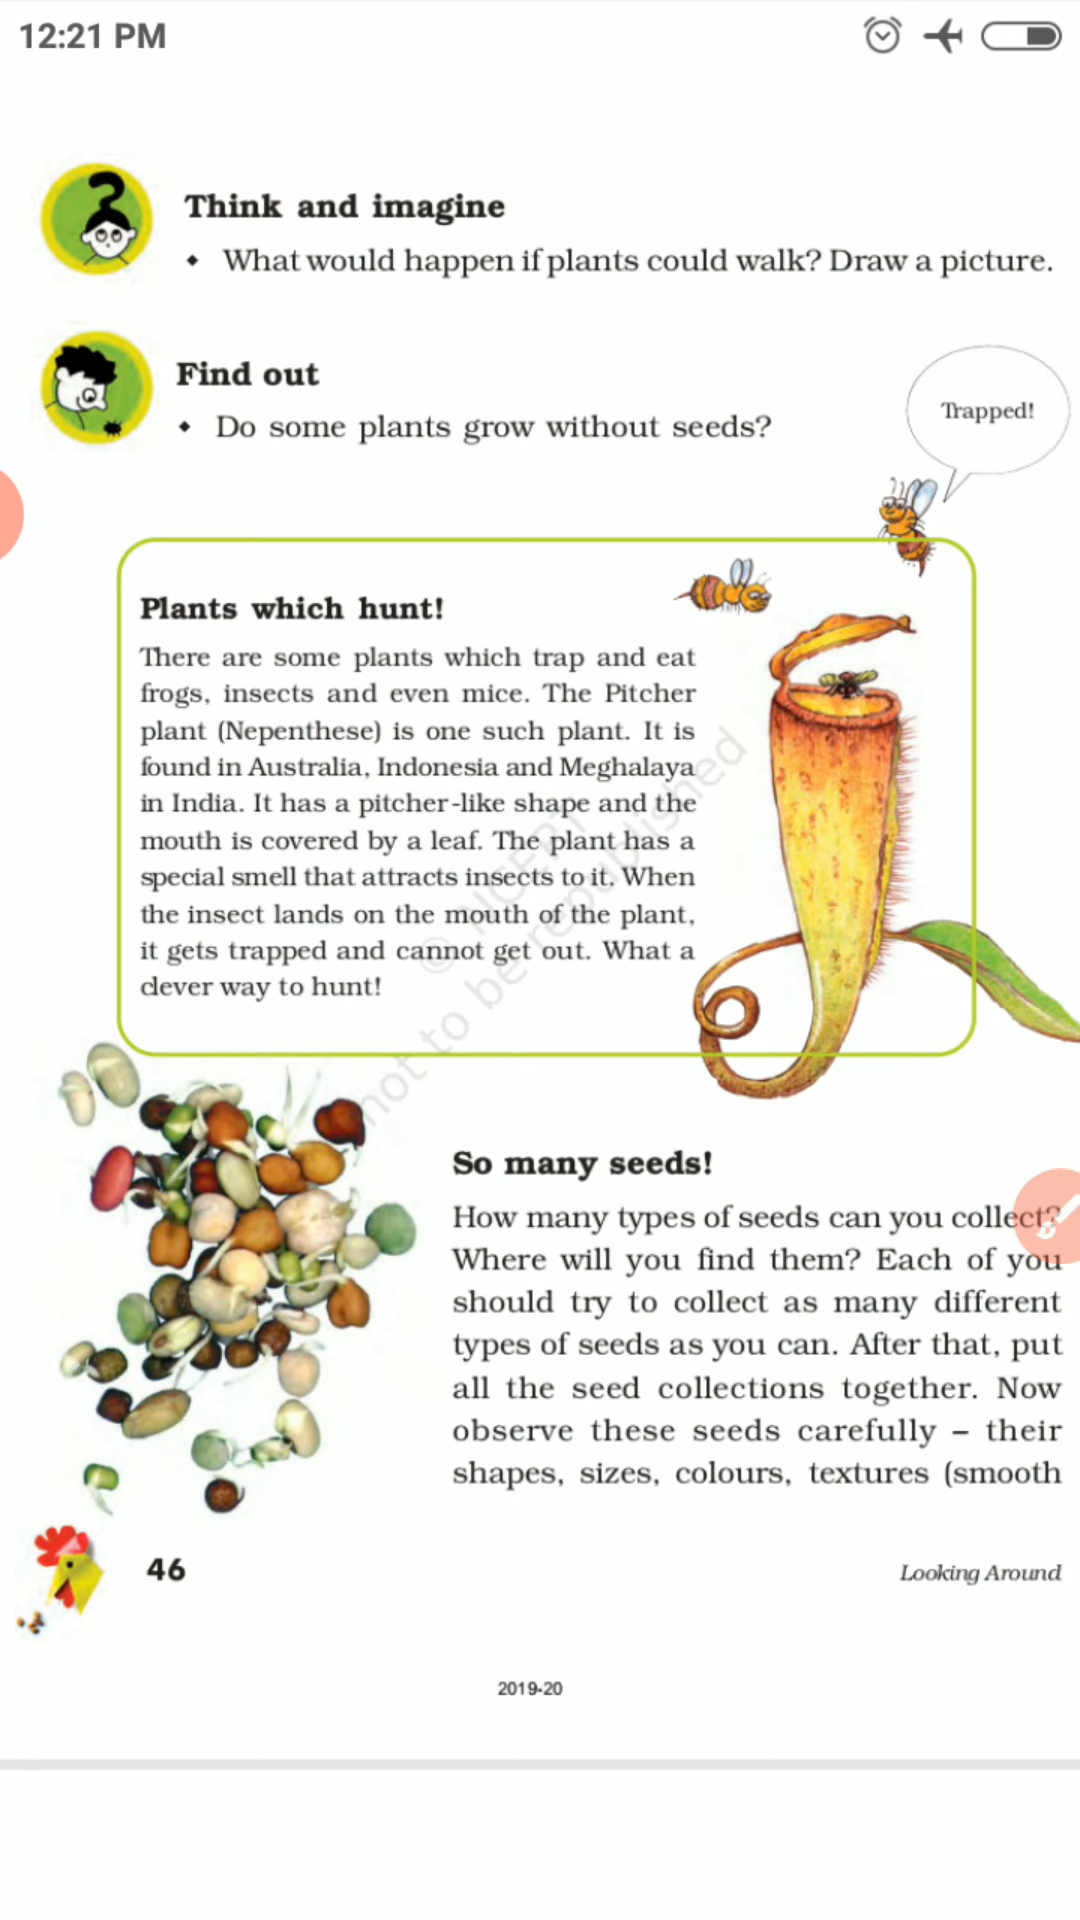 12:21 PM
Think and imagine
◆ What would happen if plants could walk? Draw a picture.
Find out
◆ Do some plants grow without seeds?
Trapped!
Plants which hunt!
There are some plants which trap and eat
frogs, insects and even mice. The Pitcher
plant (Nepenthese) is one such plant. It is
found in Australia, Indonesia and Meghalaya
in India. It has a pitcher-like shape and the
mouth is covered by a leaf. The plant has a
special smell that attracts insects to it. When
the insect lands on the mouth of the plant,
it gets trapped and cannot get out. What a
clever way to hunt!
© NCERT
not to be republished
So many seeds!
How many types of seeds can you collect?
Where will you find them? Each of you
should try to collect as many different
types of seeds as you can. After that, put
all the seed collections together. Now
observe these seeds carefully – their
shapes, sizes, colours, textures (smooth
46
Looking Around
2019-20